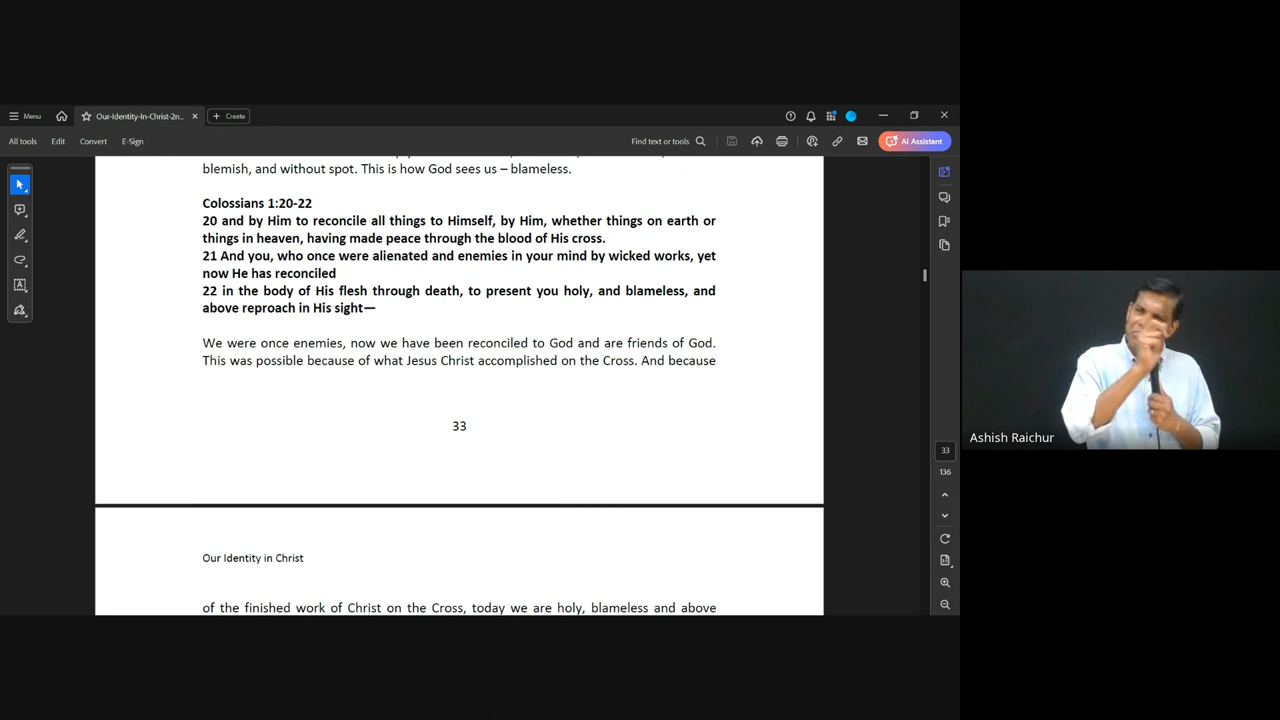 Menu
Our-Identity-In-Christ-2n...
Create
All tools
Edit
Convert
E-Sign
Find text or tools
AI Assistant
blemish, and without spot. This is how God sees us – blameless.
Colossians 1:20-22
20 and by Him to reconcile all things to Himself, by Him, whether things on earth or
things in heaven, having made peace through the blood of His cross.
21 And you, who once were alienated and enemies in your mind by wicked works, yet
now He has reconciled
22 in the body of His flesh through death, to present you holy, and blameless, and
above reproach in His sight—
We were once enemies, now we have been reconciled to God and are friends of God.
This was possible because of what Jesus Christ accomplished on the Cross. And because
33
Our Identity in Christ
of the finished work of Christ on the Cross, today we are holy, blameless and above
33
136
Ashish Raichur